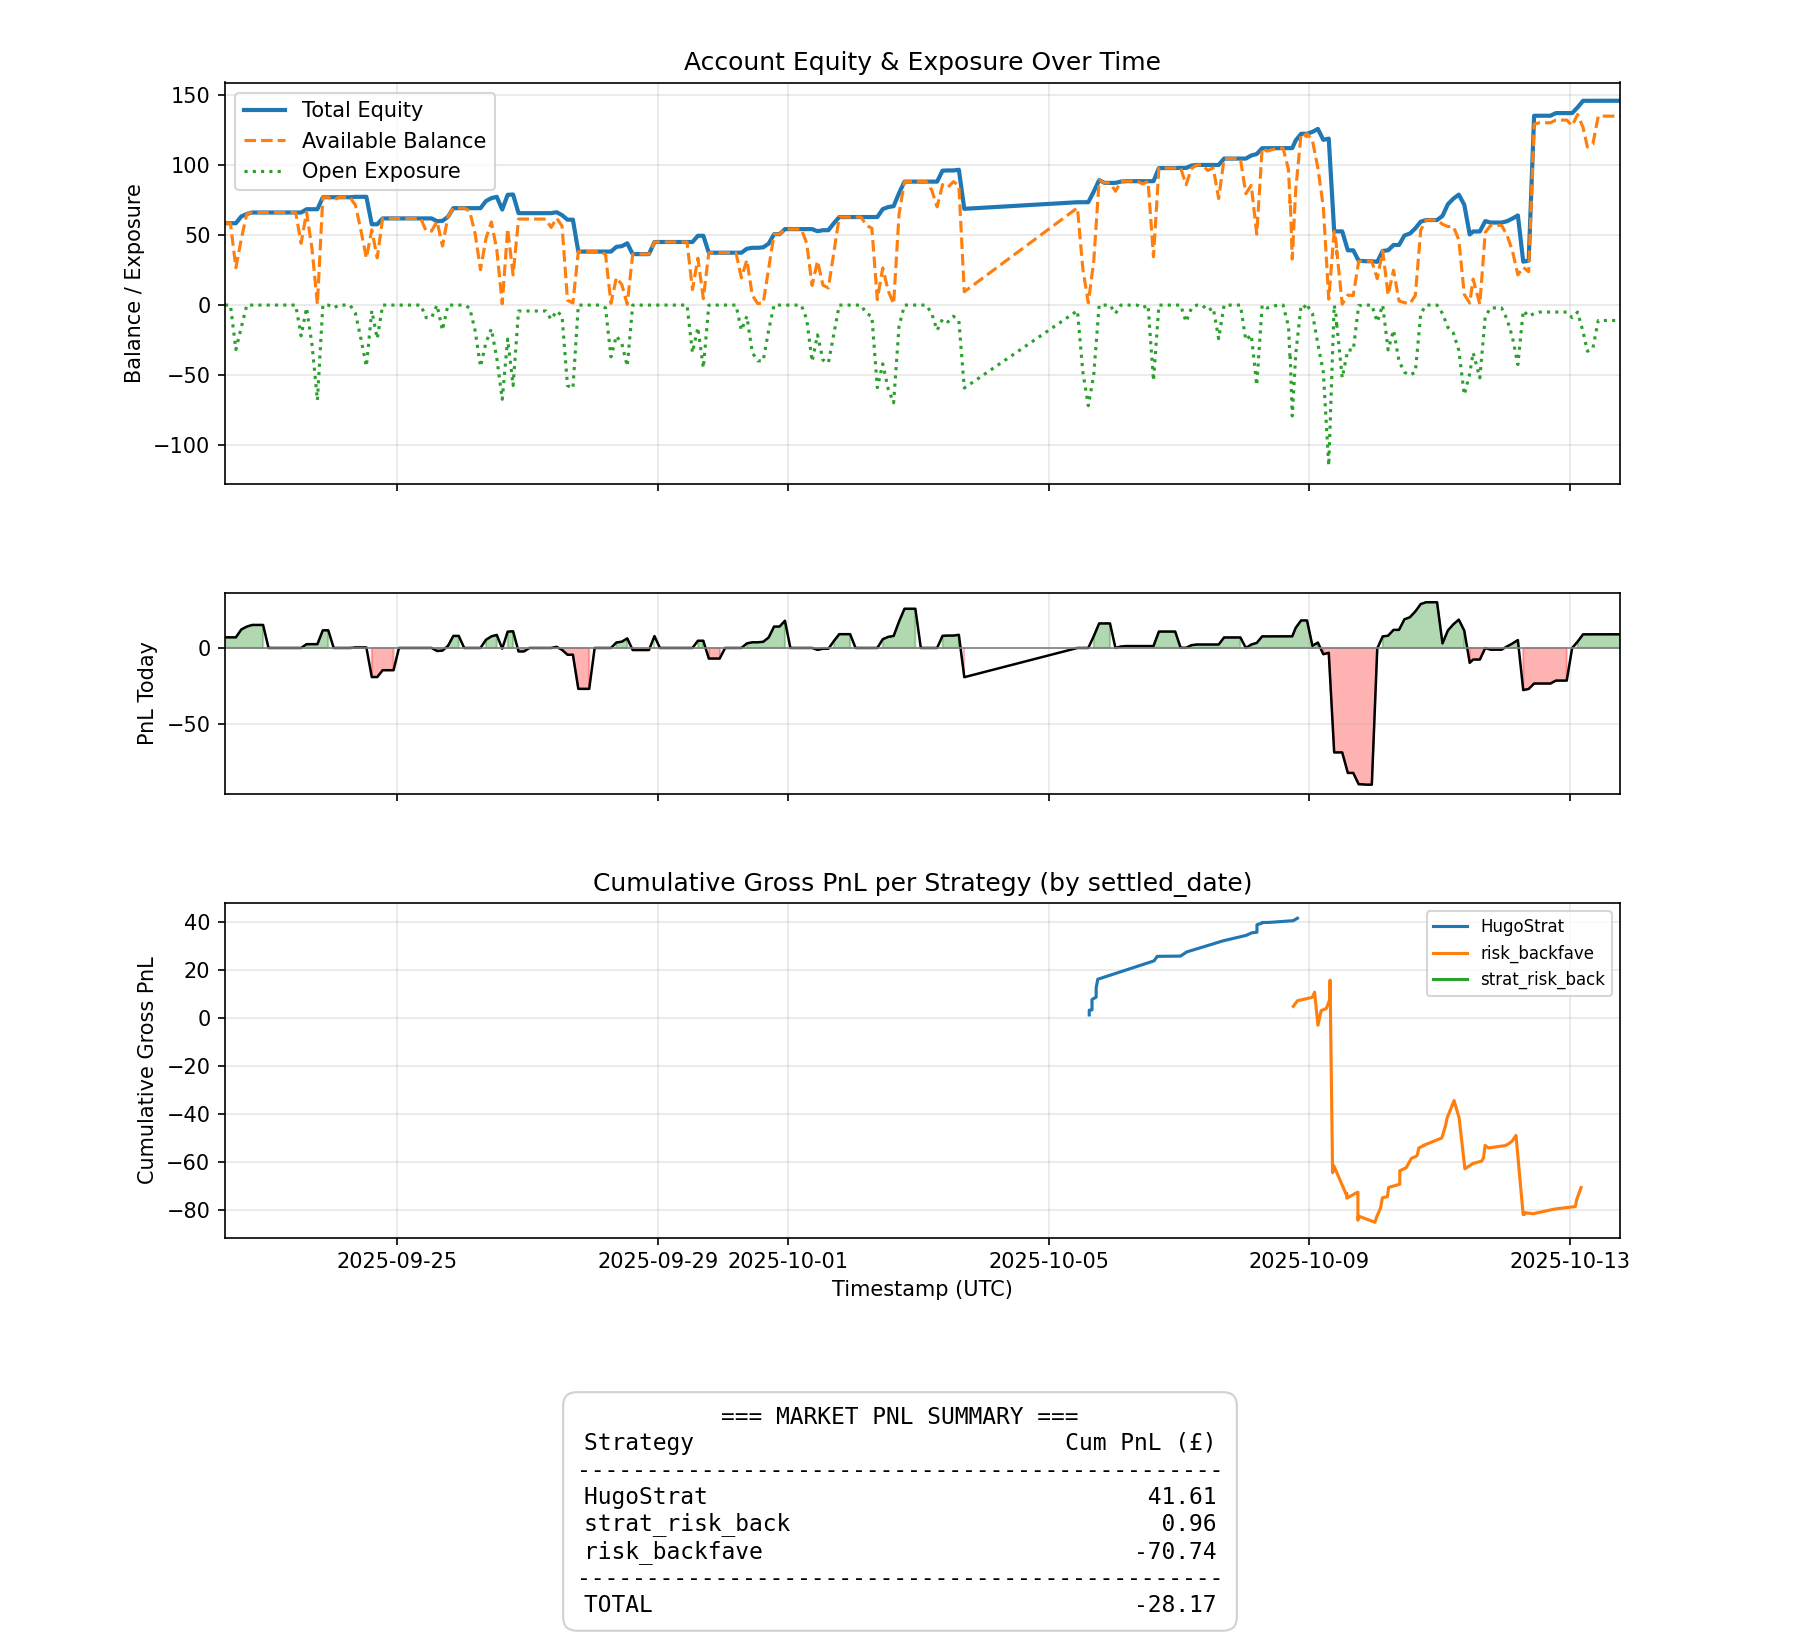 Account Equity & Exposure Over Time
Total Equity
Available Balance
Open Exposure
Balance / Exposure
150
100
50
0
−50
−100
PnL Today
0
−50
Cumulative Gross PnL per Strategy (by settled_date)
HugoStrat
risk_backfave
strat_risk_back
Cumulative Gross PnL
40
20
0
−20
−40
−60
−80
2025-09-25 2025-09-29 2025-10-01 2025-10-05 2025-10-09 2025-10-13
Timestamp (UTC)
=== MARKET PNL SUMMARY ===
Strategy Cum PnL (£)
-----------------------------------------------
HugoStrat 41.61
strat_risk_back 0.96
risk_backfave -70.74
-----------------------------------------------
TOTAL -28.17